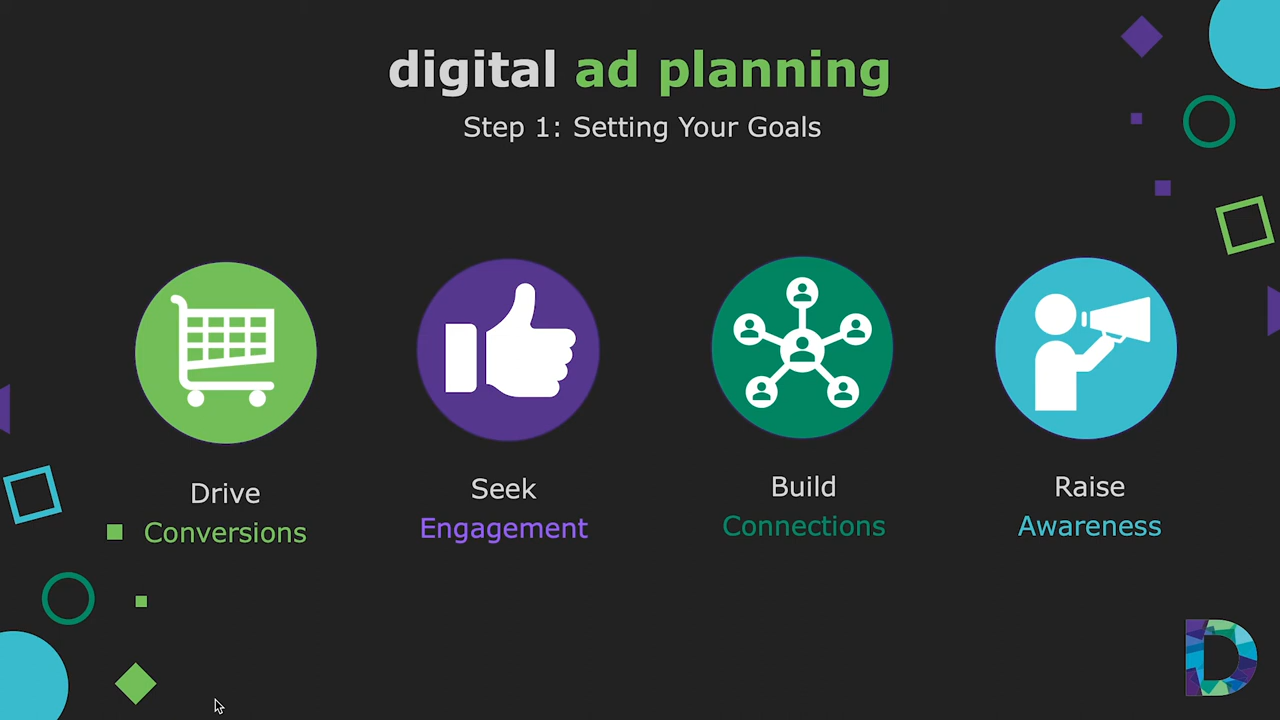 digital ad planning
Step 1: Setting Your Goals
Drive
Conversions
Seek
Engagement
Build
Connections
Raise
Awareness
D